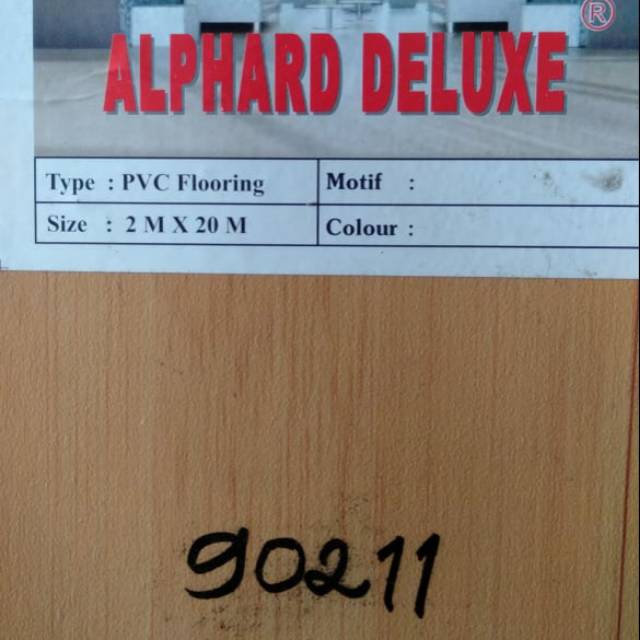 ®
ALPHARD DELUXE
Type : PVC Flooring
Motif :
Size : 2 M X 20 M
Colour :
90211